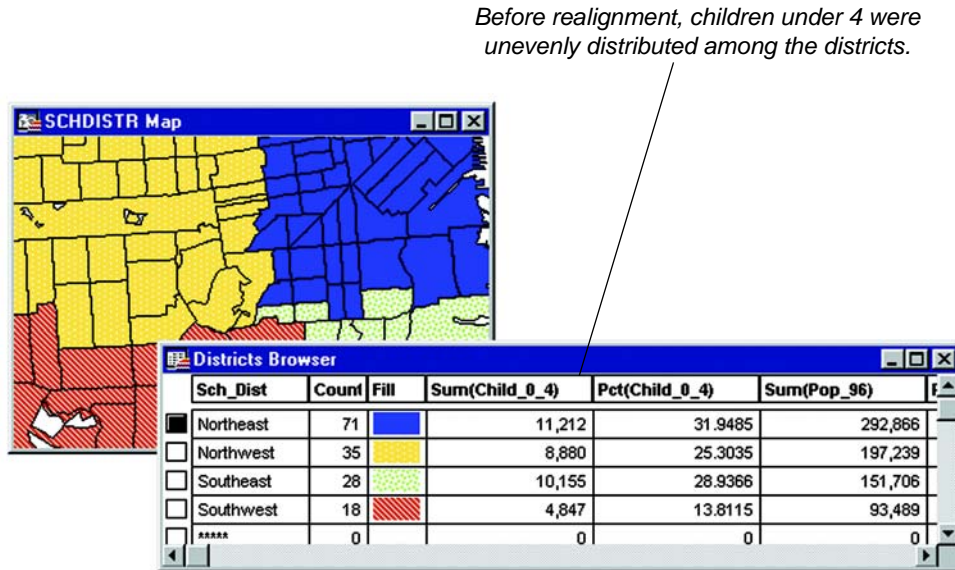 Before realignment, children under 4 were
unevenly distributed among the districts.
SCHDISTR Map
Districts Browser
Sch_Dist Count Fill Sum(Child_0_4) Pct(Child_0_4) Sum(Pop_96)
Northeast 71 11,212 31.9485 292,866
Northwest 35 8,880 25.3035 197,239
Southeast 28 10,155 28.9366 151,706
Southwest 18 4,847 13.8115 93,489
***** 0 0 0 0